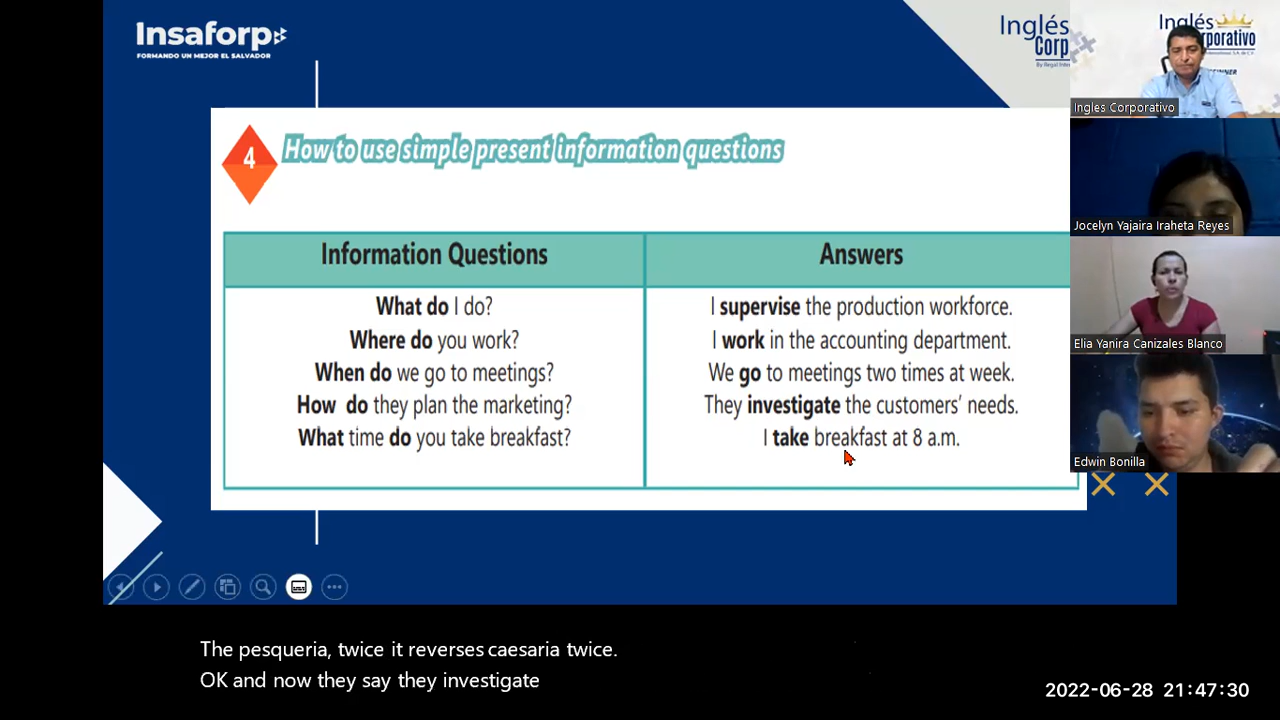 Insaforp
FORMANDO UN MEJOR EL SALVADOR
Inglés
Corp
Inglés
Corporativo
Ingles Corporativo
4
How to use simple present information questions
Jocelyn Yajaira Iraheta Reyes
Information Questions
Answers
What do I do?
I supervise the production workforce.
Where do you work?
I work in the accounting department.
When do we go to meetings?
We go to meetings two times at week.
How do they plan the marketing?
They investigate the customers' needs.
What time do you take breakfast?
I take breakfast at 8 a.m.
Elia Yanira Canizales Blanco
Edwin Bonilla
The pesqueria, twice it reverses caesaria twice.
OK and now they say they investigate
2022-06-28 21:47:30